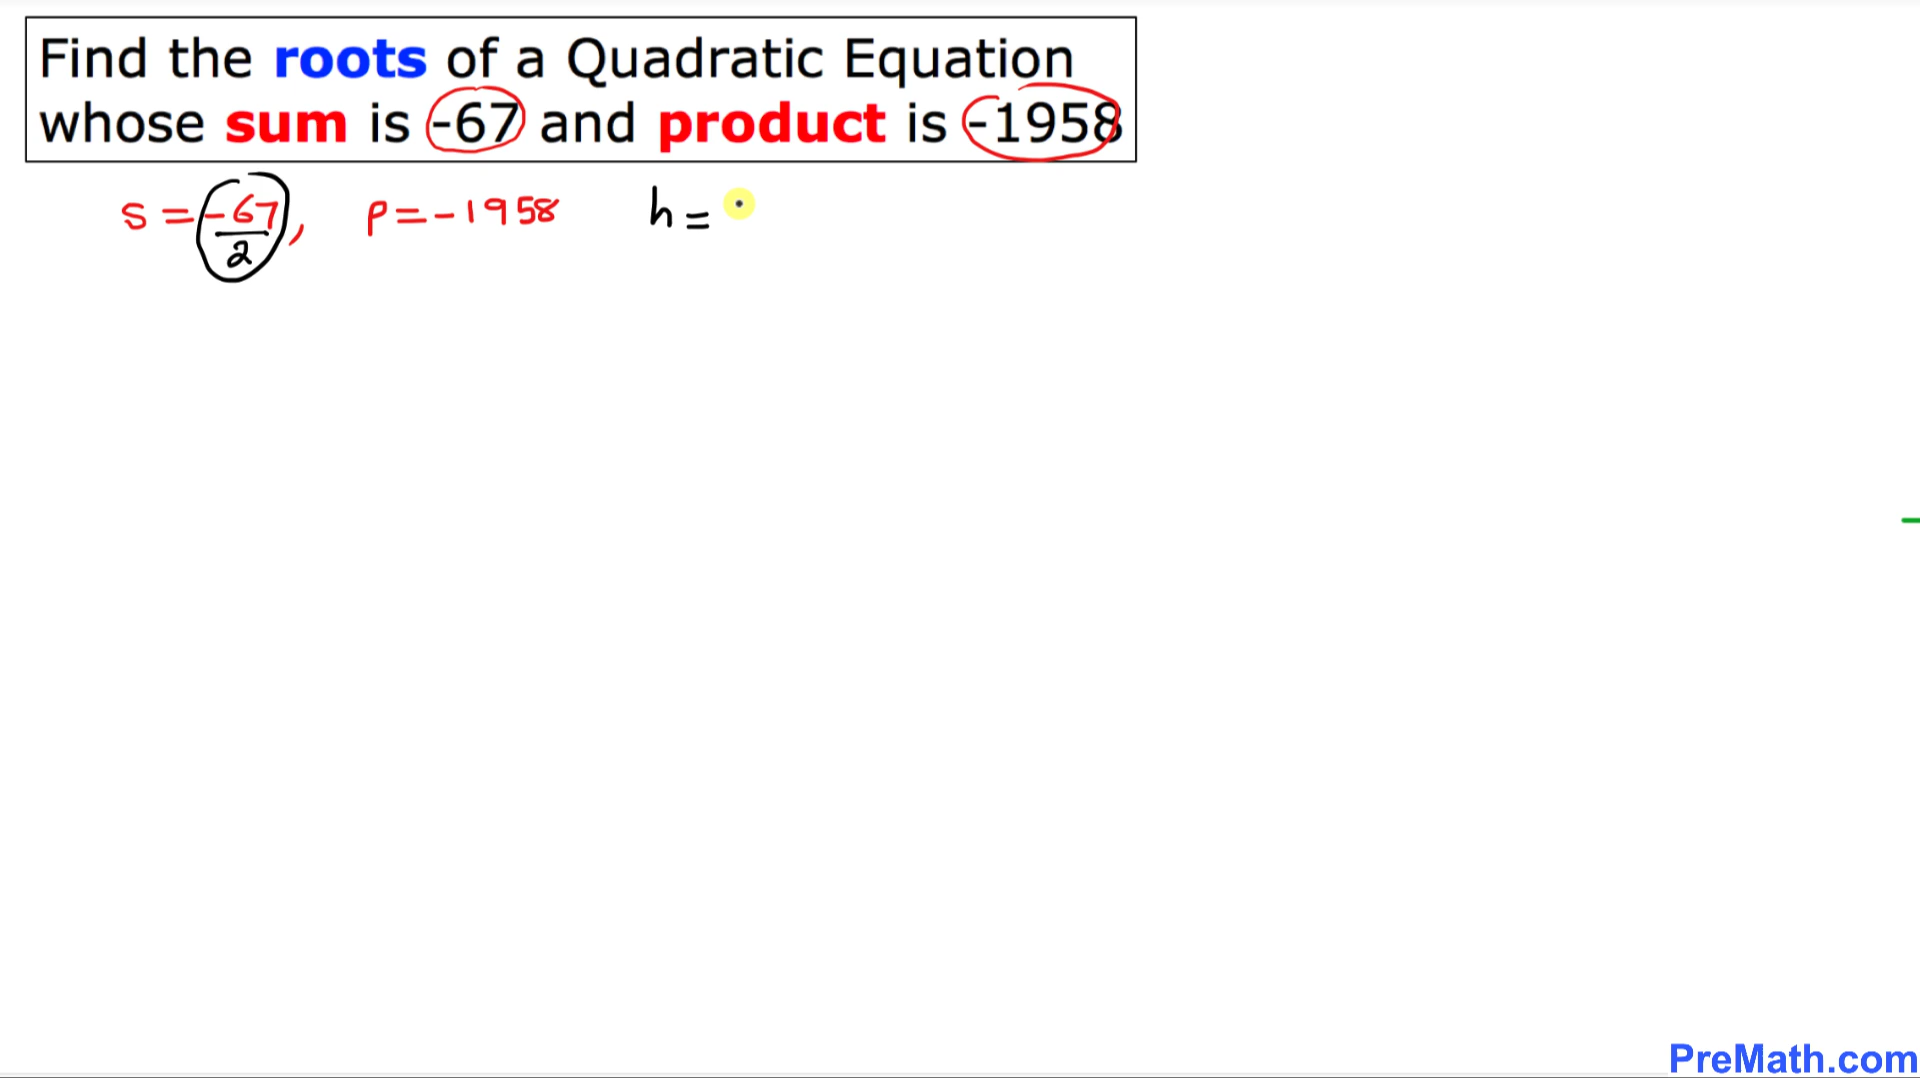 Find the roots of a Quadratic Equation
whose sum is -67 and product is -1958
s = -67/2, P = -1958 h =
PreMath.com